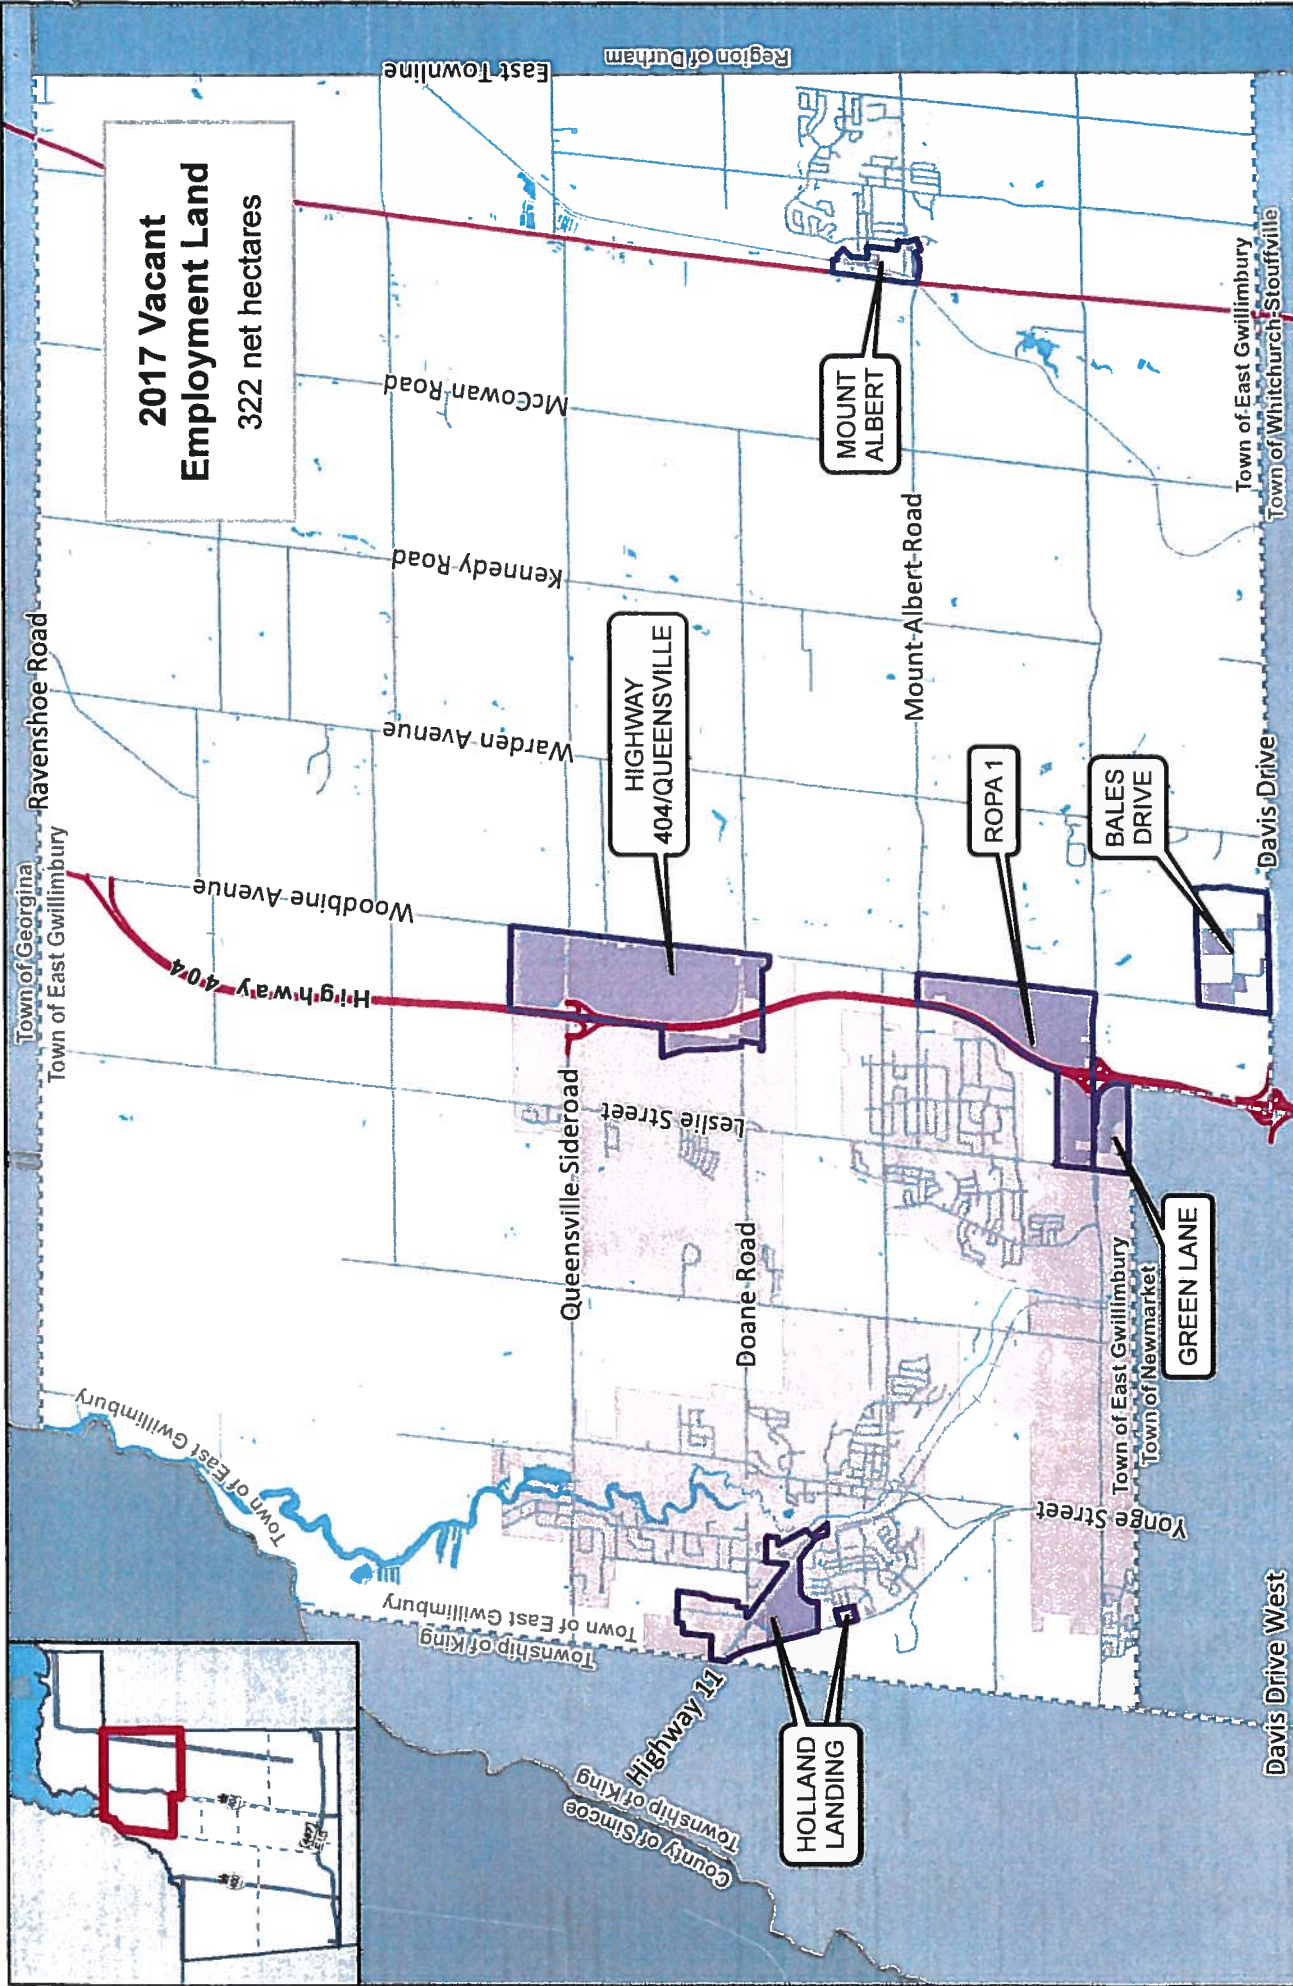 Town of Georgina
Ravenshoe Road
Town of East Gwillimbury
2017 Vacant
Employment Land
322 net hectares
East Townline
Region of Durham
McCowan Road
Kennedy Road
Warden Avenue
Woodbine Avenue
Highway 404
Leslie Street
Queensville Sideroad
Doane Road
Mount Albert Road
HIGHWAY
404/QUEENSVILLE
MOUNT
ALBERT
ROPA 1
BALES
DRIVE
GREEN LANE
HOLLAND
LANDING
Town of East Gwillimbury
Town of East Gwillimbury
Township of King
Highway 11
Township of King
County of Simcoe
Yonge Street
Town of East Gwillimbury
Town of Newmarket
Davis Drive West
Davis Drive
Town of East Gwillimbury
Town of Whitchurch-Stouffville